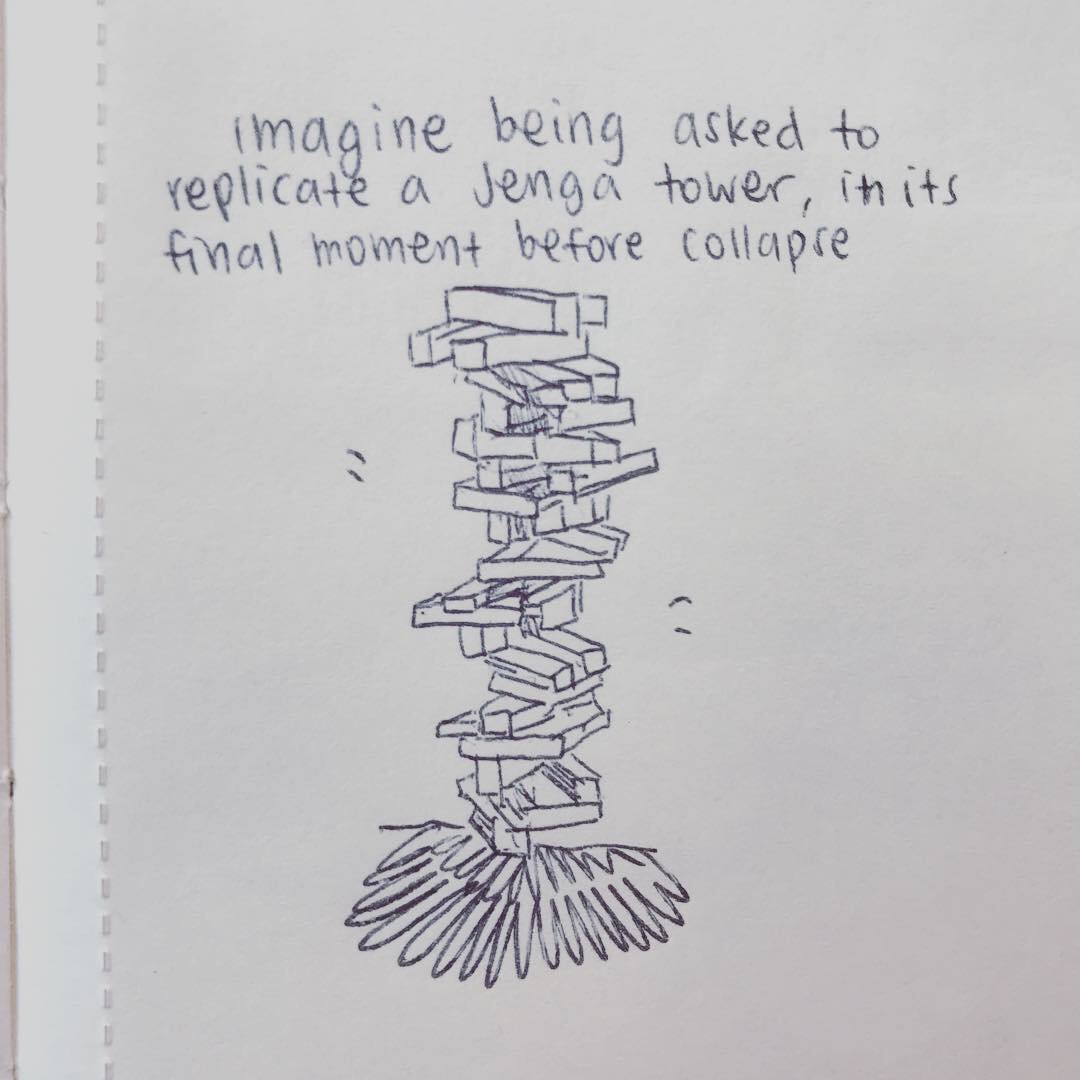 imagine being asked to
replicate a Jenga tower, in its
final moment before collapse